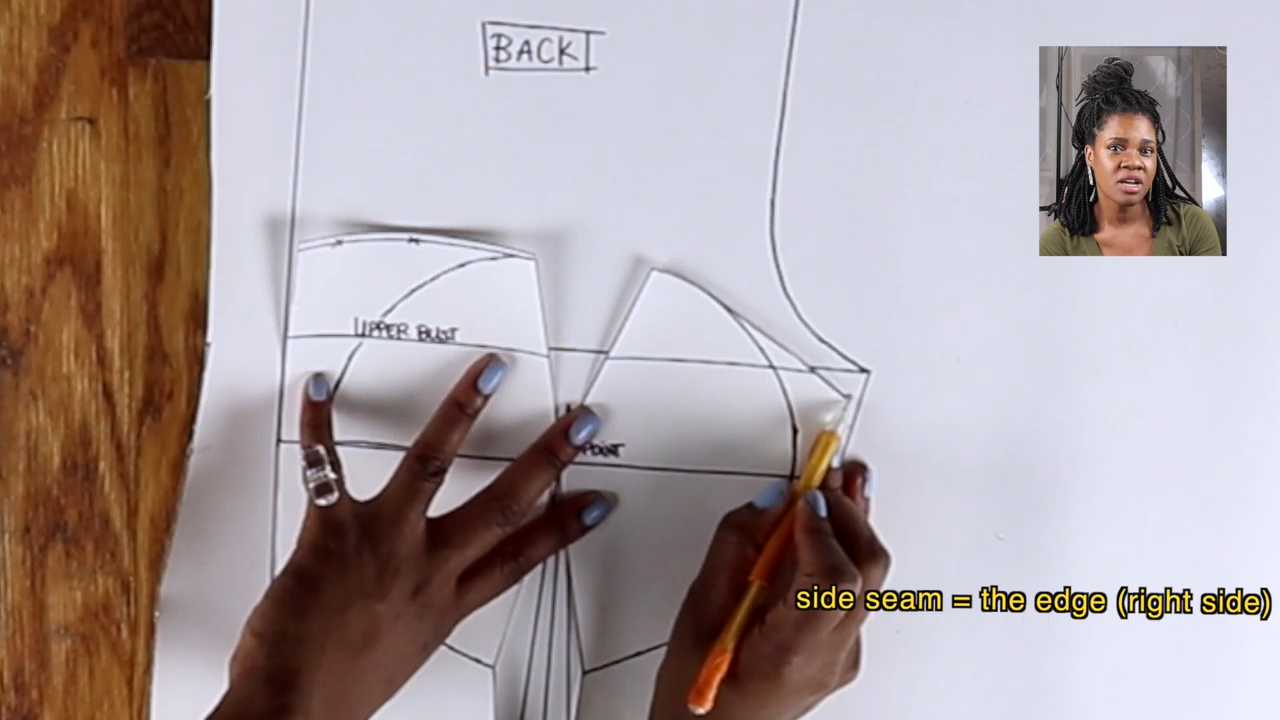 BACK
UPPER BUST
POINT
side seam = the edge (right side)